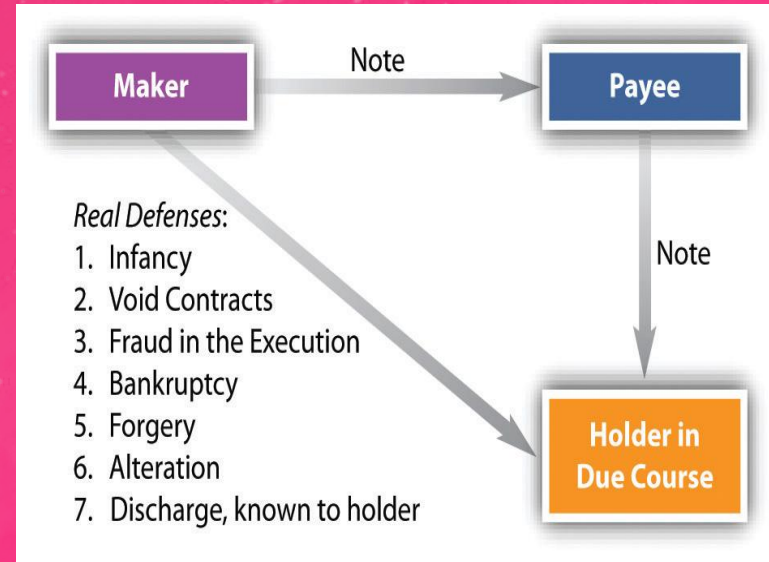 Maker
Note
Payee
Real Defenses:
1. Infancy
2. Void Contracts
3. Fraud in the Execution
4. Bankruptcy
5. Forgery
6. Alteration
7. Discharge, known to holder
Note
Holder in
Due Course